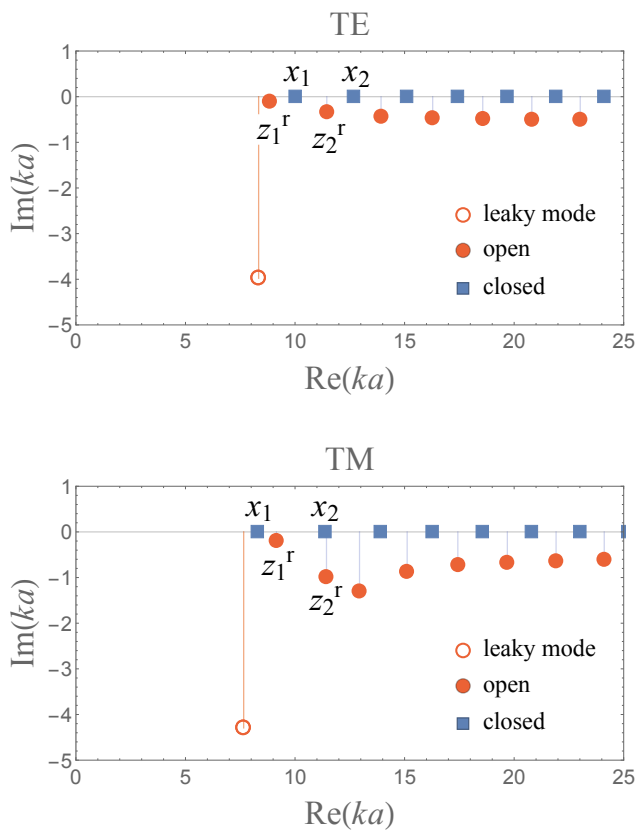 TE
1
0
-1
-2
-3
-4
-5
Im(ka)
x₁ x₂
z₁ʳ z₂ʳ
leaky mode
open
closed
0 5 10 15 20 25
Re(ka)
TM
1
0
-1
-2
-3
-4
-5
Im(ka)
x₁ x₂
z₁ʳ z₂ʳ
leaky mode
open
closed
0 5 10 15 20 25
Re(ka)